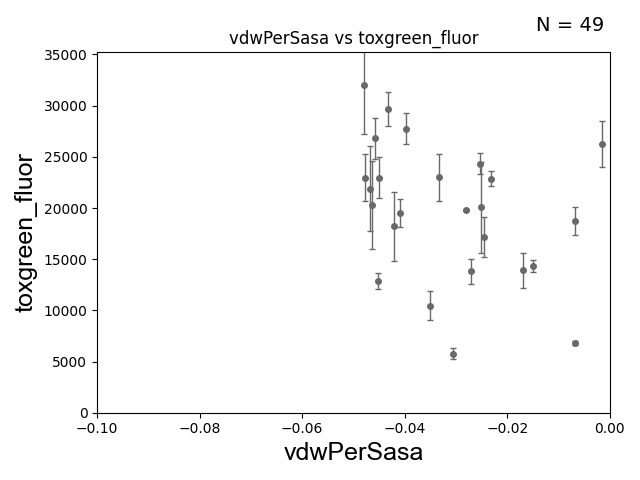 N = 49
vdwPerSasa vs toxgreen_fluor
35000
30000
25000
20000
15000
10000
5000
0
toxgreen_fluor
−0.10 −0.08 −0.06 −0.04 −0.02 0.00
vdwPerSasa